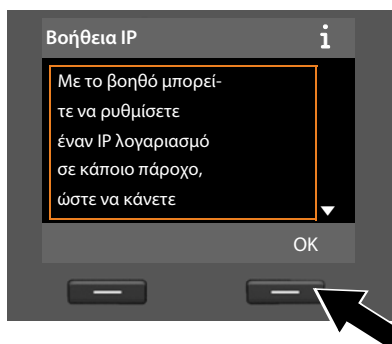 Βοήθεια IP i
Με το βοηθό μπορεί-
τε να ρυθμίσετε
έναν IP λογαριασμό
σε κάποιο πάροχο,
ώστε να κάνετε
OK